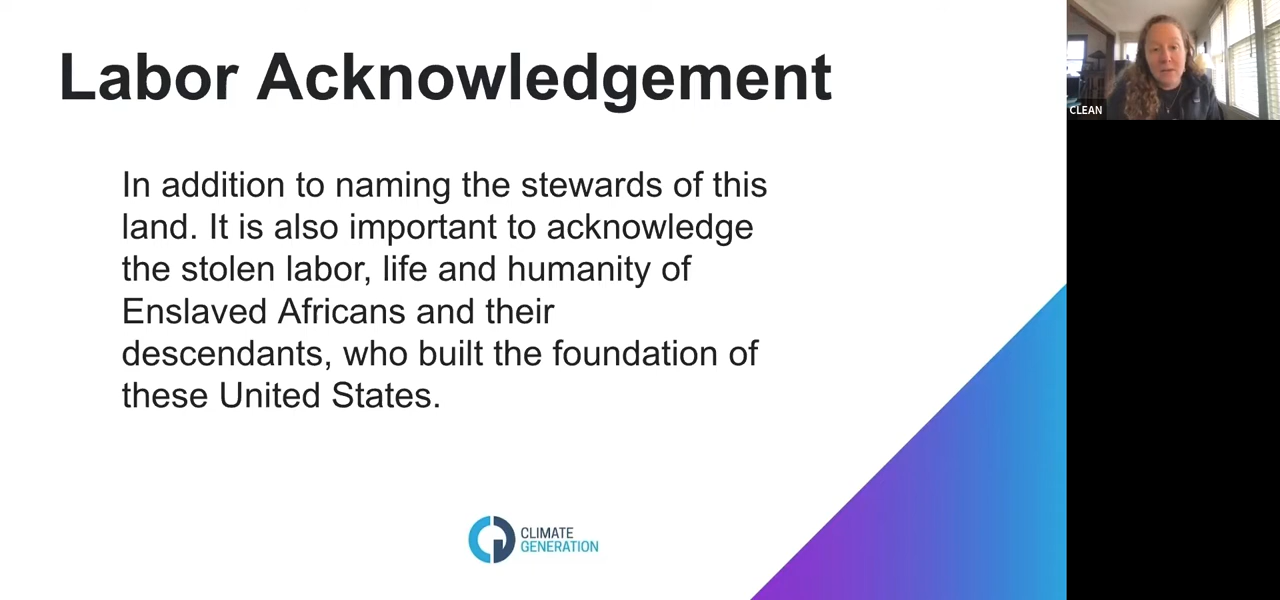 Labor Acknowledgement
In addition to naming the stewards of this
land. It is also important to acknowledge
the stolen labor, life and humanity of
Enslaved Africans and their
descendants, who built the foundation of
these United States.
CLIMATE
GENERATION
CLEAN